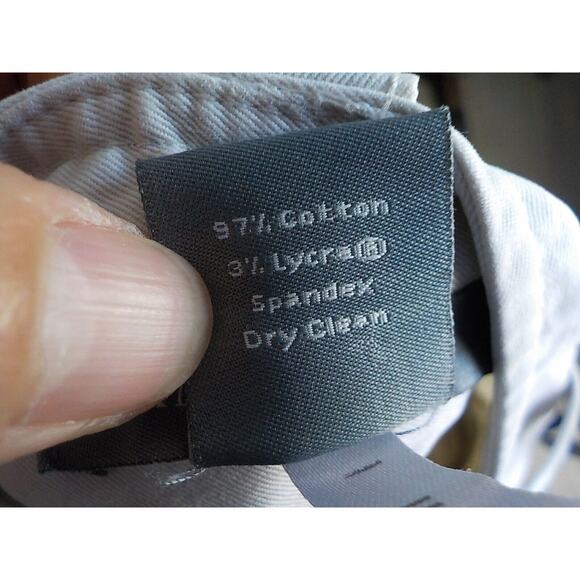 97% Cotton
3% Lycra®
Spandex
Dry Clean